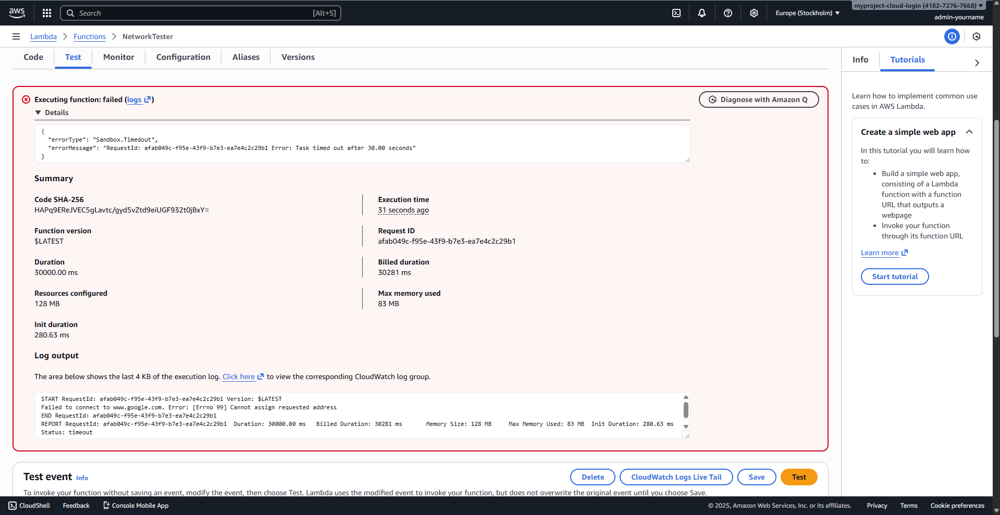 aws
Search
[Alt+S]
Europe (Stockholm)
myproject-cloud-login (4182-7276-7668)
admin-yourname
Lambda
Functions
NetworkTester
Code
Test
Monitor
Configuration
Aliases
Versions
Executing function: failed (logs)
Diagnose with Amazon Q
Details
{
"errorType": "Sandbox.Timedout",
"errorMessage": "RequestId: afab049c-f95e-43f9-b7e3-ea7e4c2c29b1 Error: Task timed out after 30.00 seconds"
}
Summary
Code SHA-256
HAPq9EReJVEC5gLavtc/gyd5vZtd9eiUGF932t0jBxY=
Execution time
31 seconds ago
Function version
$LATEST
Request ID
afab049c-f95e-43f9-b7e3-ea7e4c2c29b1
Duration
30000.00 ms
Billed duration
30281 ms
Resources configured
128 MB
Max memory used
83 MB
Init duration
280.63 ms
Log output
The area below shows the last 4 KB of the execution log. Click here to view the corresponding CloudWatch log group.
START RequestId: afab049c-f95e-43f9-b7e3-ea7e4c2c29b1 Version: $LATEST
Failed to connect to www.google.com. Error: [Errno 99] Cannot assign requested address
END RequestId: afab049c-f95e-43f9-b7e3-ea7e4c2c29b1
REPORT RequestId: afab049c-f95e-43f9-b7e3-ea7e4c2c29b1 Duration: 30000.00 ms Billed Duration: 30281 ms Memory Size: 128 MB Max Memory Used: 83 MB Init Duration: 280.63 ms
Status: timeout
Test event Info
Delete
CloudWatch Logs Live Tail
Save
Test
To invoke your function without saving an event, modify the event, then choose Test. Lambda uses the modified event to invoke your function, but does not overwrite the original event until you choose Save.
Info
Tutorials
Learn how to implement common use
cases in AWS Lambda.
Create a simple web app
In this tutorial you will learn how
to:
• Build a simple web app,
consisting of a Lambda
function with a function
URL that outputs a
webpage
• Invoke your function
through its function URL
Learn more
Start tutorial
CloudShell
Feedback
Console Mobile App
© 2025, Amazon Web Services, Inc. or its affiliates.
Privacy
Terms
Cookie preferences